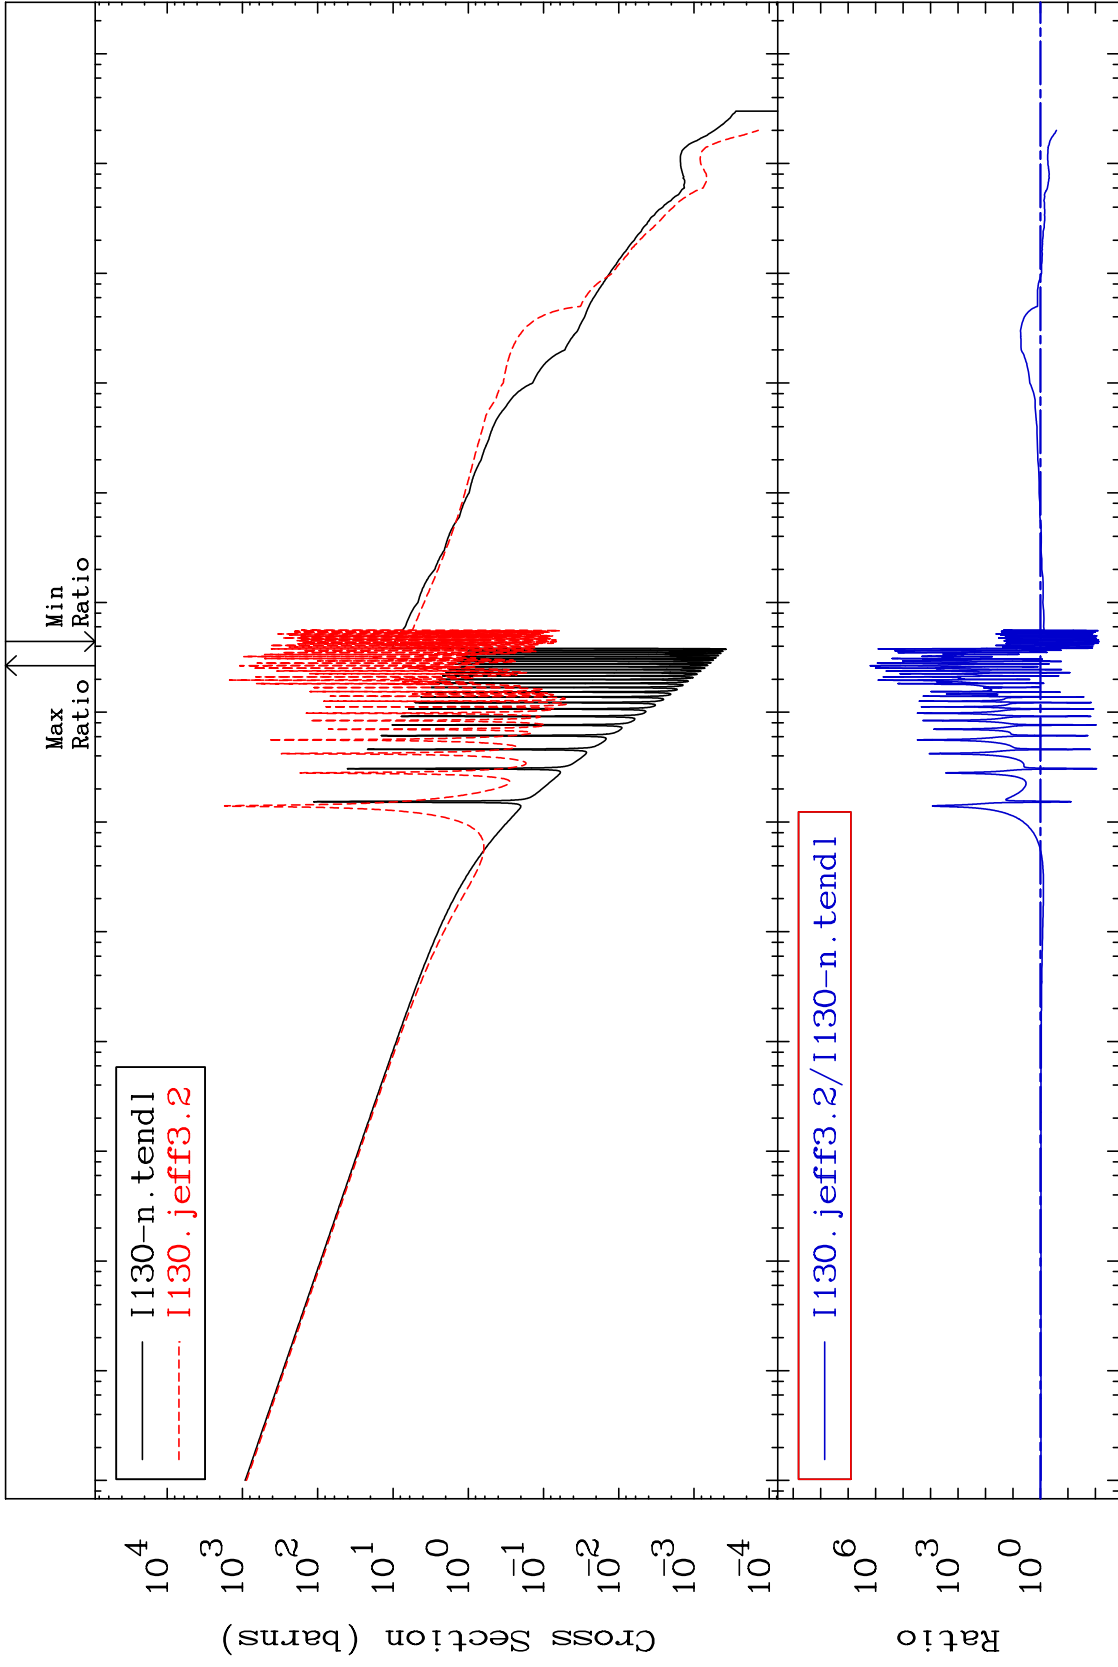 Max
Ratio
Min
Ratio
I130-n.tendl
I130.jeff3.2
10^4
10^3
10^2
10^1
10^0
10^-1
10^-2
10^-3
10^-4
Cross Section (barns)
I130.jeff3.2/I130-n.tendl
10^6
10^3
10^0
Ratio